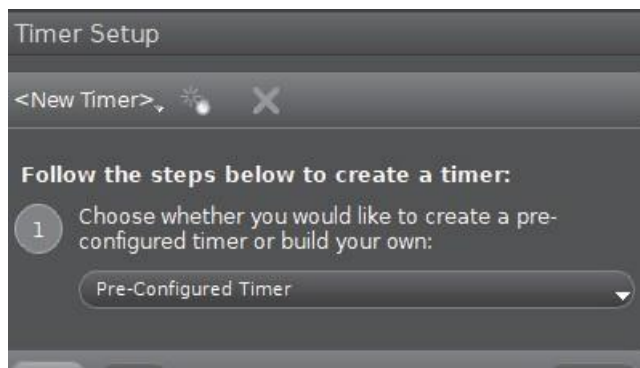 Timer Setup
<New Timer>
Follow the steps below to create a timer:
1
Choose whether you would like to create a pre-
configured timer or build your own:
Pre-Configured Timer